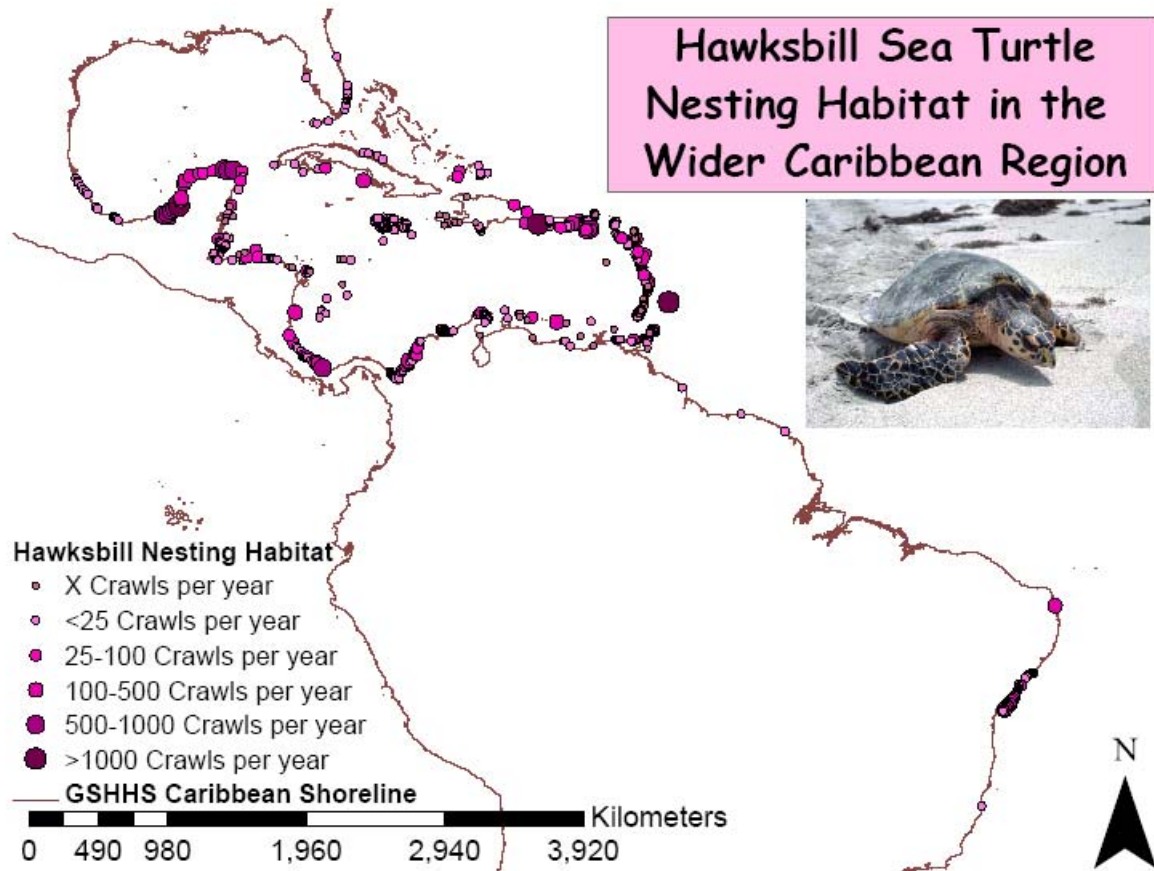 Hawksbill Sea Turtle
Nesting Habitat in the
Wider Caribbean Region
Hawksbill Nesting Habitat
X Crawls per year
<25 Crawls per year
25-100 Crawls per year
100-500 Crawls per year
500-1000 Crawls per year
>1000 Crawls per year
GSHHS Caribbean Shoreline
Kilometers
0 490 980 1,960 2,940 3,920
N